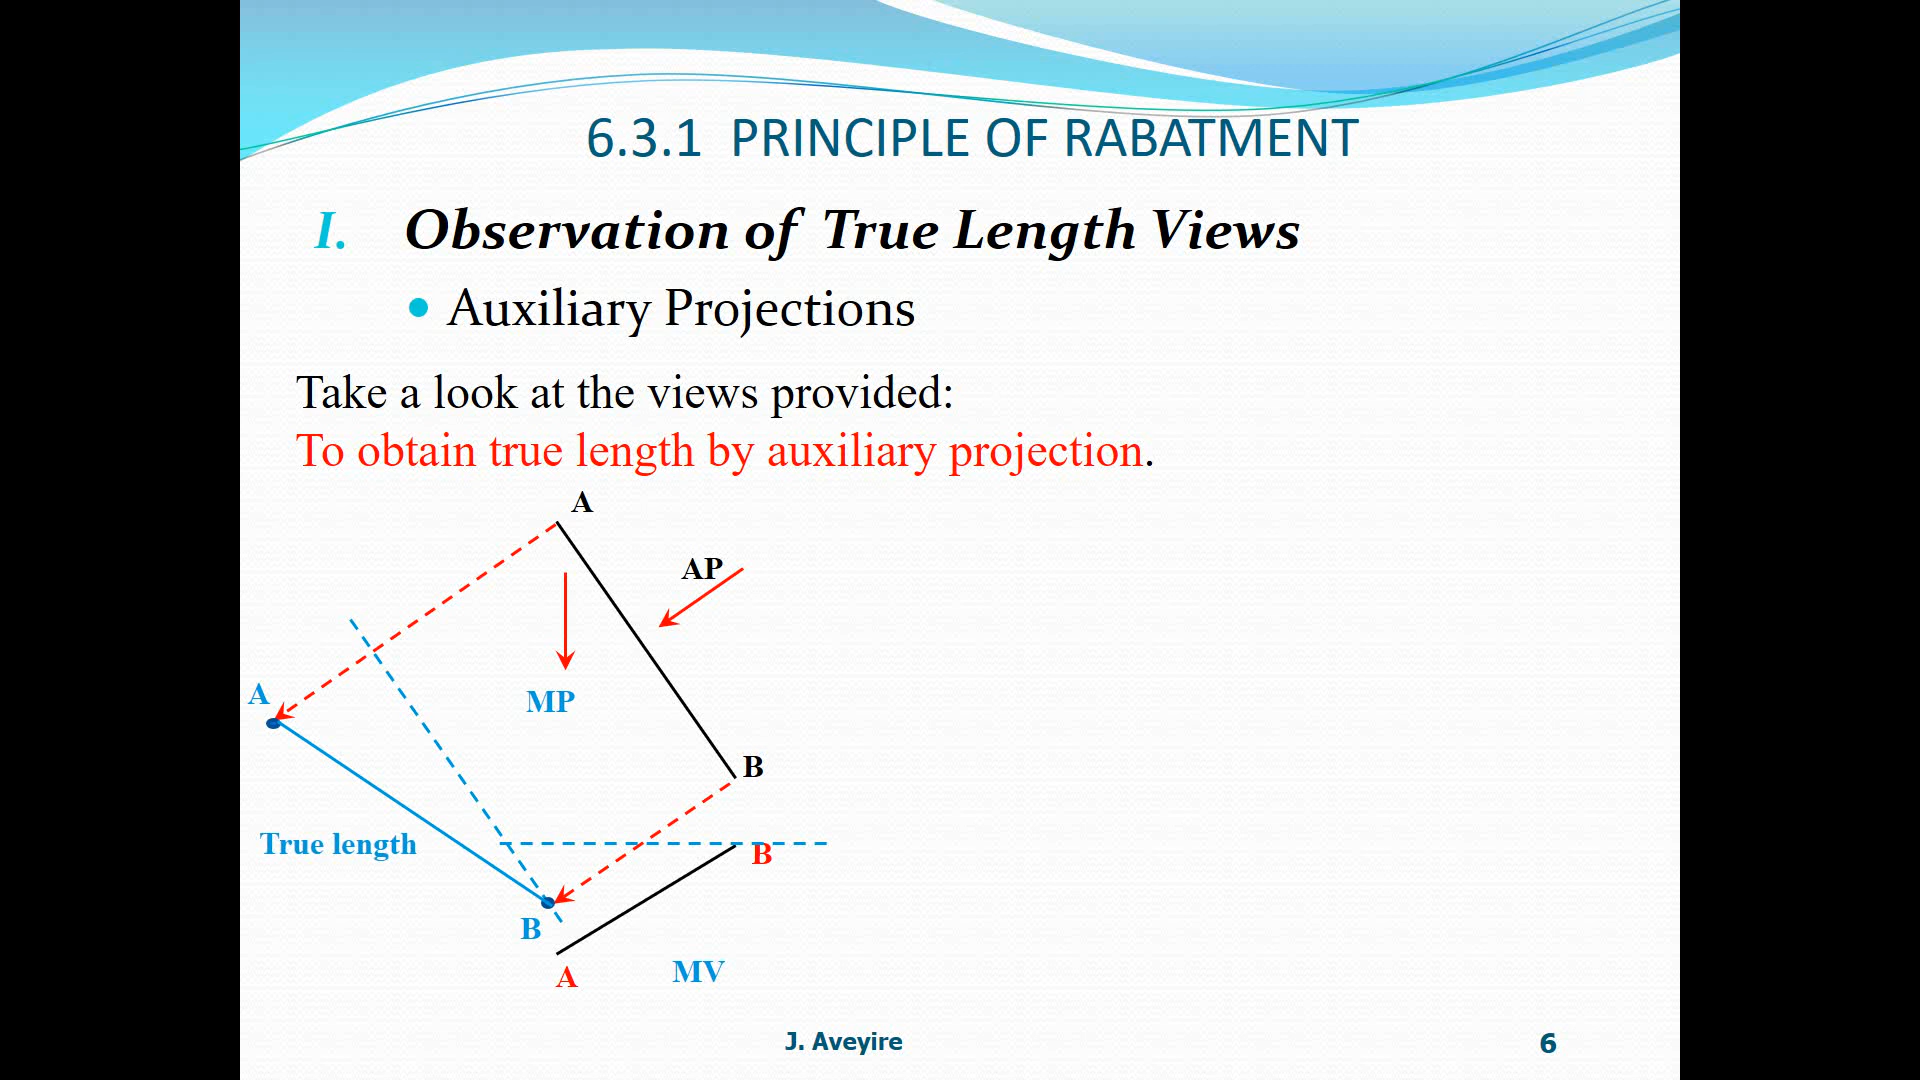 6.3.1 PRINCIPLE OF RABATMENT
I. Observation of True Length Views
• Auxiliary Projections
Take a look at the views provided:
To obtain true length by auxiliary projection.
A
AP
A
MP
B
True length
B
B
MV
A
J. Aveyire
6